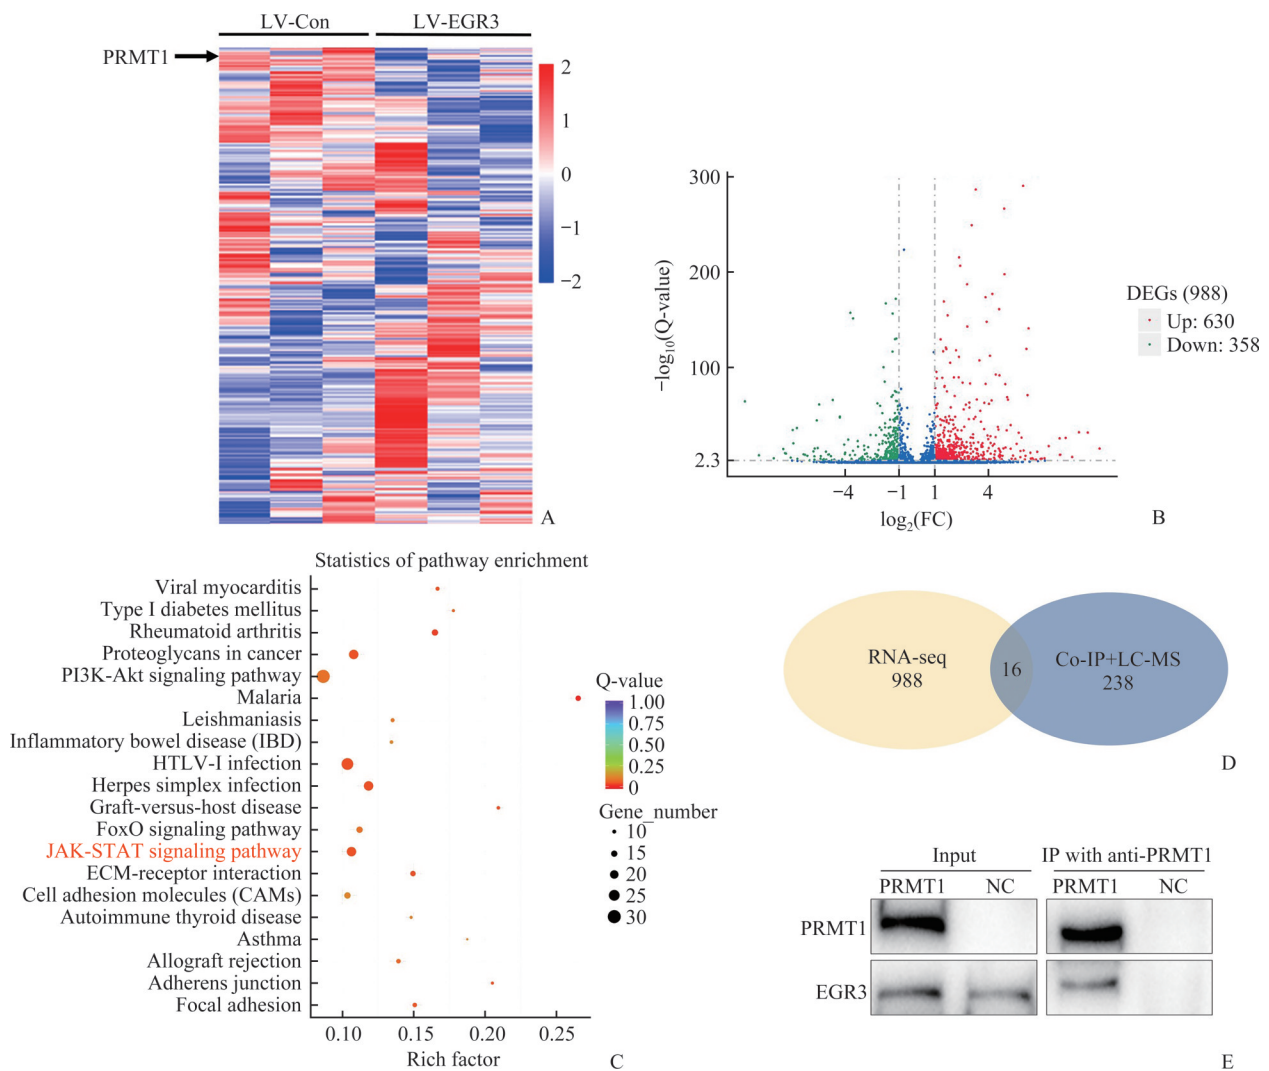 LV-Con LV-EGR3
PRMT1
2
1
0
−1
−2
A
300
200
100
2.3
−log10(Q-value)
−4 −1 1 4
log2(FC)
DEGs (988)
Up: 630
Down: 358
B
Statistics of pathway enrichment
Viral myocarditis
Type I diabetes mellitus
Rheumatoid arthritis
Proteoglycans in cancer
PI3K-Akt signaling pathway
Malaria
Leishmaniasis
Inflammatory bowel disease (IBD)
HTLV-I infection
Herpes simplex infection
Graft-versus-host disease
FoxO signaling pathway
JAK-STAT signaling pathway
ECM-receptor interaction
Cell adhesion molecules (CAMs)
Autoimmune thyroid disease
Asthma
Allograft rejection
Adherens junction
Focal adhesion
0.10 0.15 0.20 0.25
Rich factor
Q-value
1.00
0.75
0.50
0.25
0
Gene_number
10
15
20
25
30
C
RNA-seq
988
16
Co-IP+LC-MS
238
D
Input IP with anti-PRMT1
PRMT1 NC PRMT1 NC
PRMT1
EGR3
E